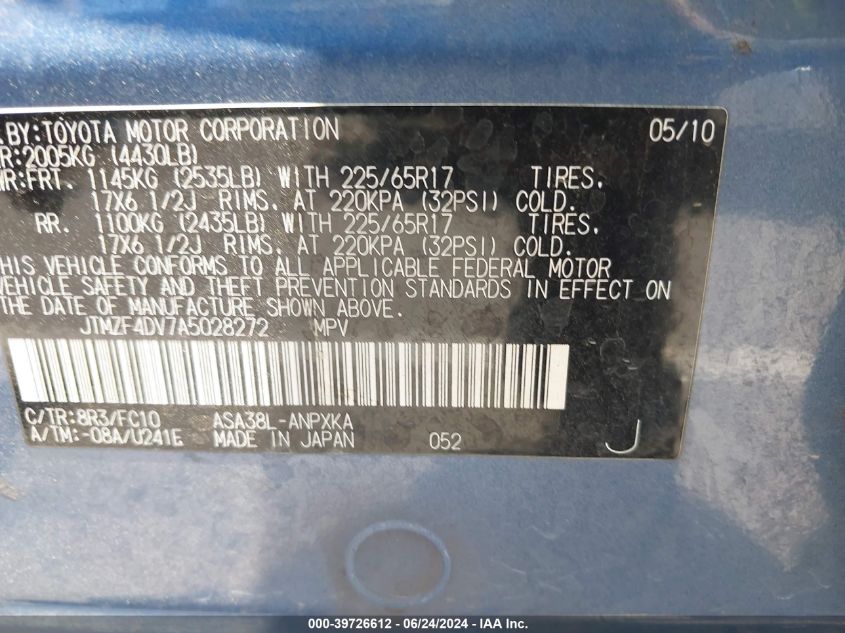 BY: TOYOTA MOTOR CORPORATION 05/10
R: 2005KG (4430LB)
WR: FRT. 1145KG (2535LB) WITH 225/65R17 TIRES.
17X6 1/2J RIMS. AT 220KPA (32PSI) COLD.
RR. 1100KG (2435LB) WITH 225/65R17 TIRES.
17X6 1/2J RIMS. AT 220KPA (32PSI) COLD.
THIS VEHICLE CONFORMS TO ALL APPLICABLE FEDERAL MOTOR
VEHICLE SAFETY AND THEFT PREVENTION STANDARDS IN EFFECT ON
THE DATE OF MANUFACTURE SHOWN ABOVE.
JTMZF4DV7A5028272 MPV
C/TR: 8R3/FC10 ASA38L-ANPXKA
A/TM: -08A/U241E MADE IN JAPAN 052 J
000-39726612 - 06/24/2024 - IAA Inc.